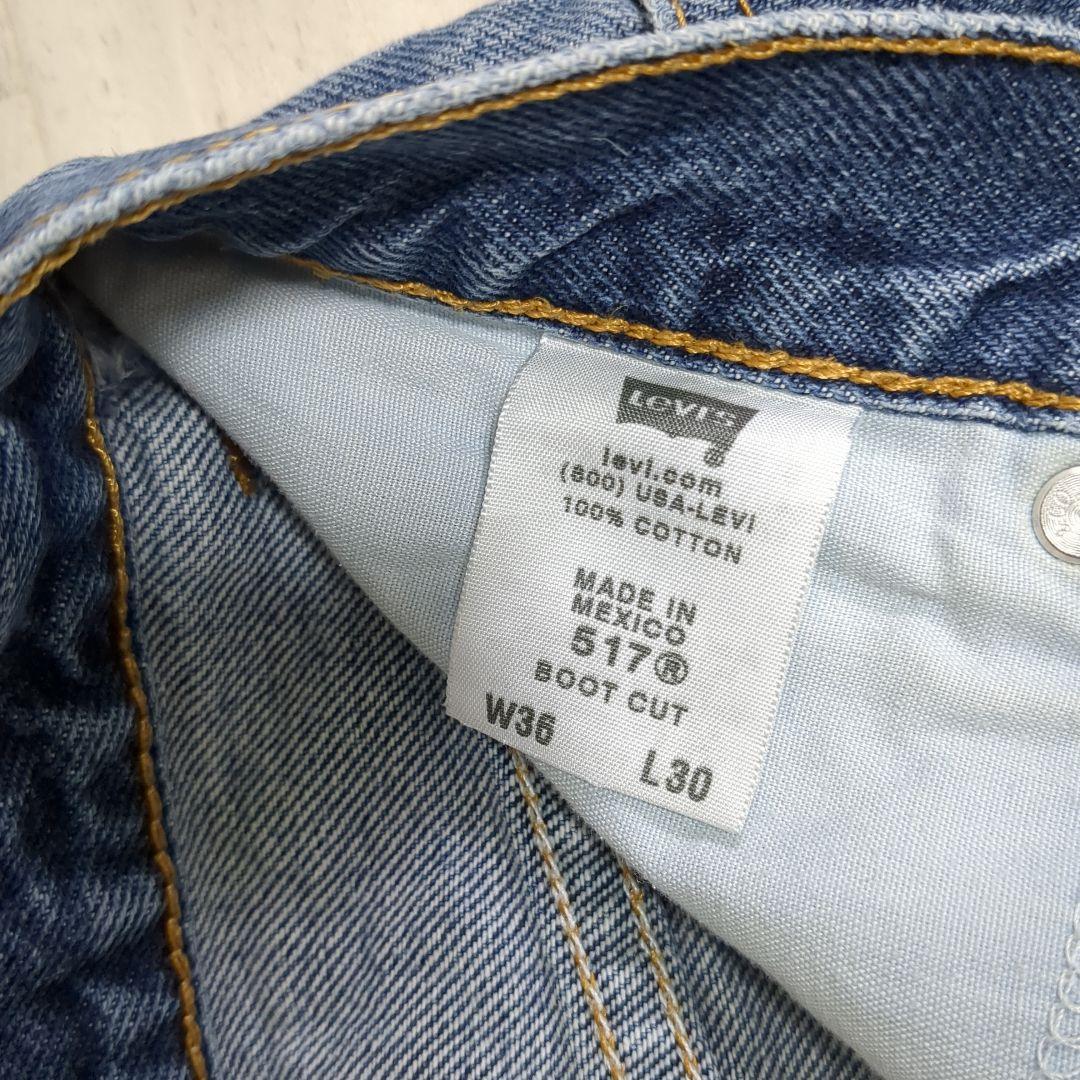 LEVI'S
levi.com
(800) USA-LEVI
100% COTTON
MADE IN
MEXICO
517®
BOOT CUT
W36
L30